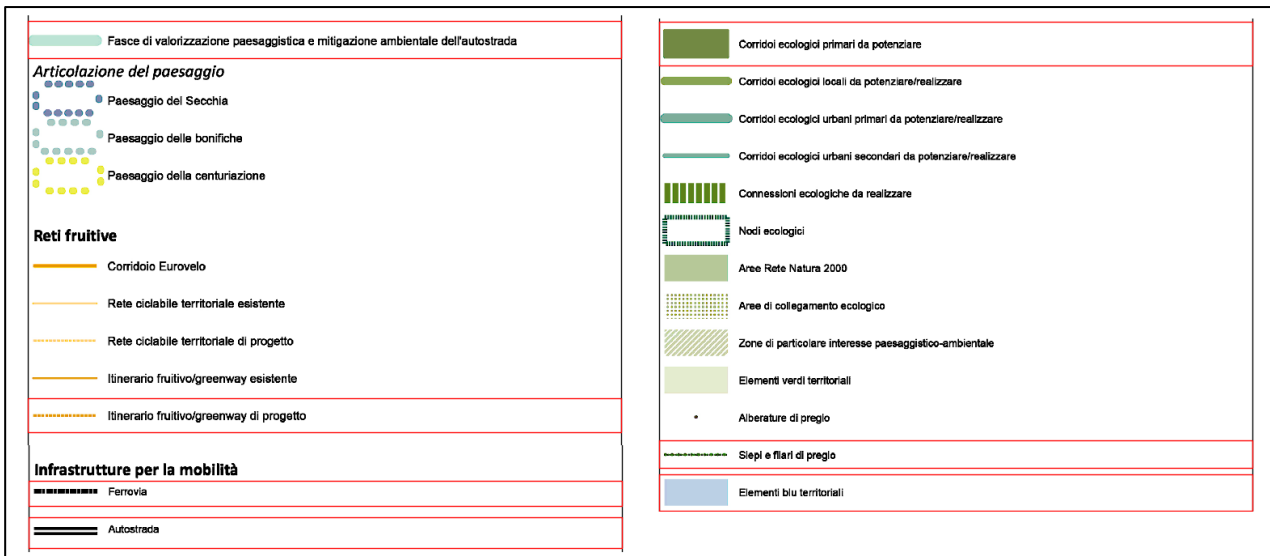 Fasce di valorizzazione paesaggistica e mitigazione ambientale dell'autostrada
Articolazione del paesaggio
Paesaggio del Secchia
Paesaggio delle bonifiche
Paesaggio della centuriazione
Reti fruitive
Corridoio Eurovelo
Rete ciclabile territoriale esistente
Rete ciclabile territoriale di progetto
Itinerario fruitivo/greenway esistente
Itinerario fruitivo/greenway di progetto
Infrastrutture per la mobilità
Ferrovia
Autostrada
Corridoi ecologici primari da potenziare
Corridoi ecologici locali da potenziare/realizzare
Corridoi ecologici urbani primari da potenziare/realizzare
Corridoi ecologici urbani secondari da potenziare/realizzare
Connessioni ecologiche da realizzare
Nodi ecologici
Aree Rete Natura 2000
Aree di collegamento ecologico
Zone di particolare interesse paesaggistico-ambientale
Elementi verdi territoriali
Alberature di pregio
Siepi e filari di pregio
Elementi blu territoriali